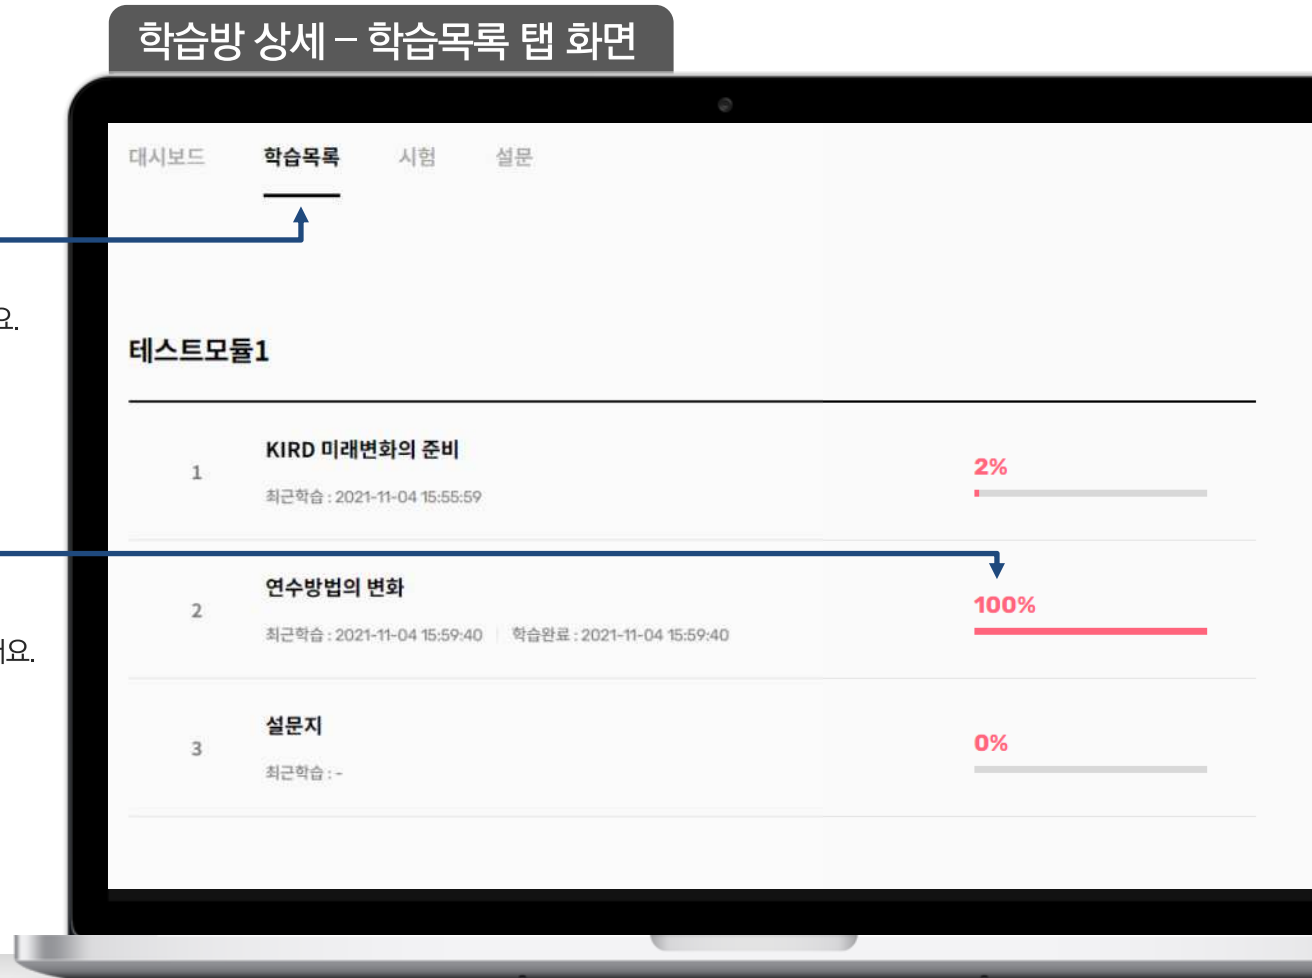 학습방 상세 – 학습목록 탭 화면
대시보드 학습목록 시험 설문
요.
테스트모듈1
1
KIRD 미래변화의 준비
최근학습 : 2021-11-04 15:55:59
2%
2
연수방법의 변화
최근학습 : 2021-11-04 15:59:40 | 학습완료 : 2021-11-04 15:59:40
100%
요.
3
설문지
최근학습 : -
0%